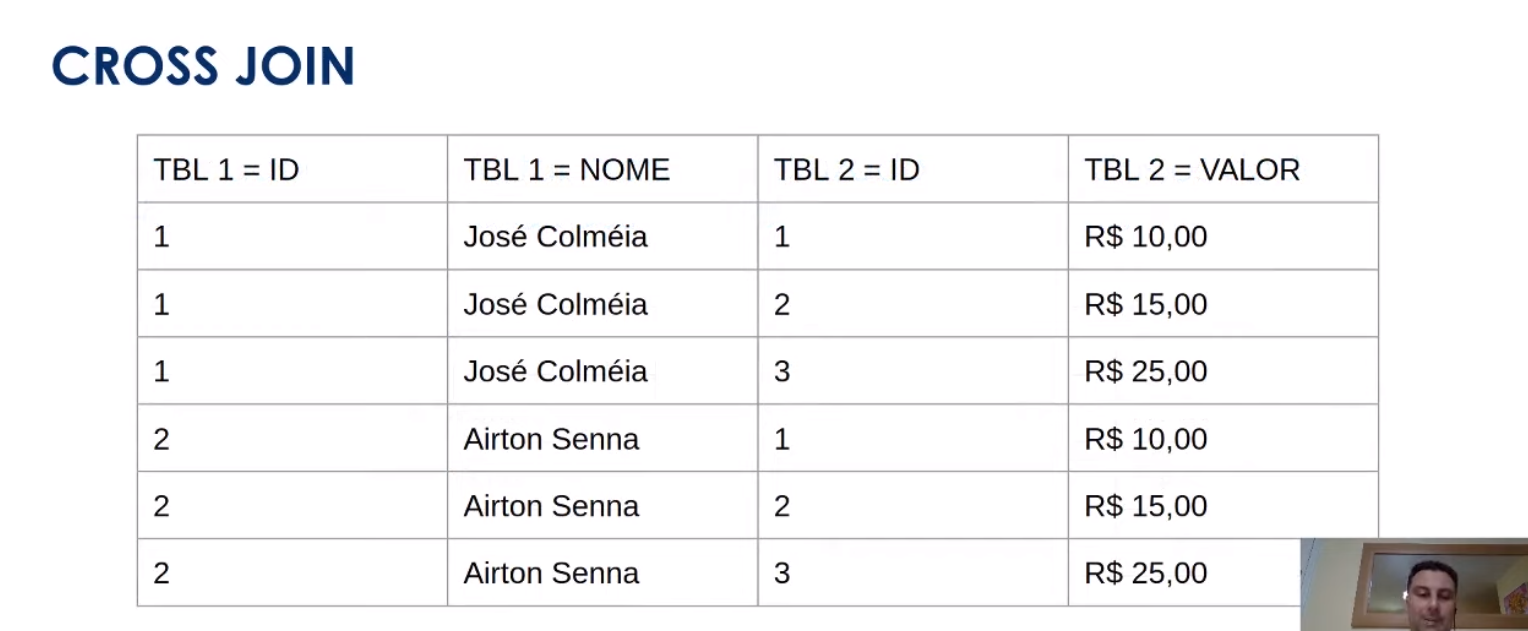 CROSS JOIN
TBL 1 = ID TBL 1 = NOME TBL 2 = ID TBL 2 = VALOR
1 José Colméia 1 R$ 10,00
1 José Colméia 2 R$ 15,00
1 José Colméia 3 R$ 25,00
2 Airton Senna 1 R$ 10,00
2 Airton Senna 2 R$ 15,00
2 Airton Senna 3 R$ 25,00